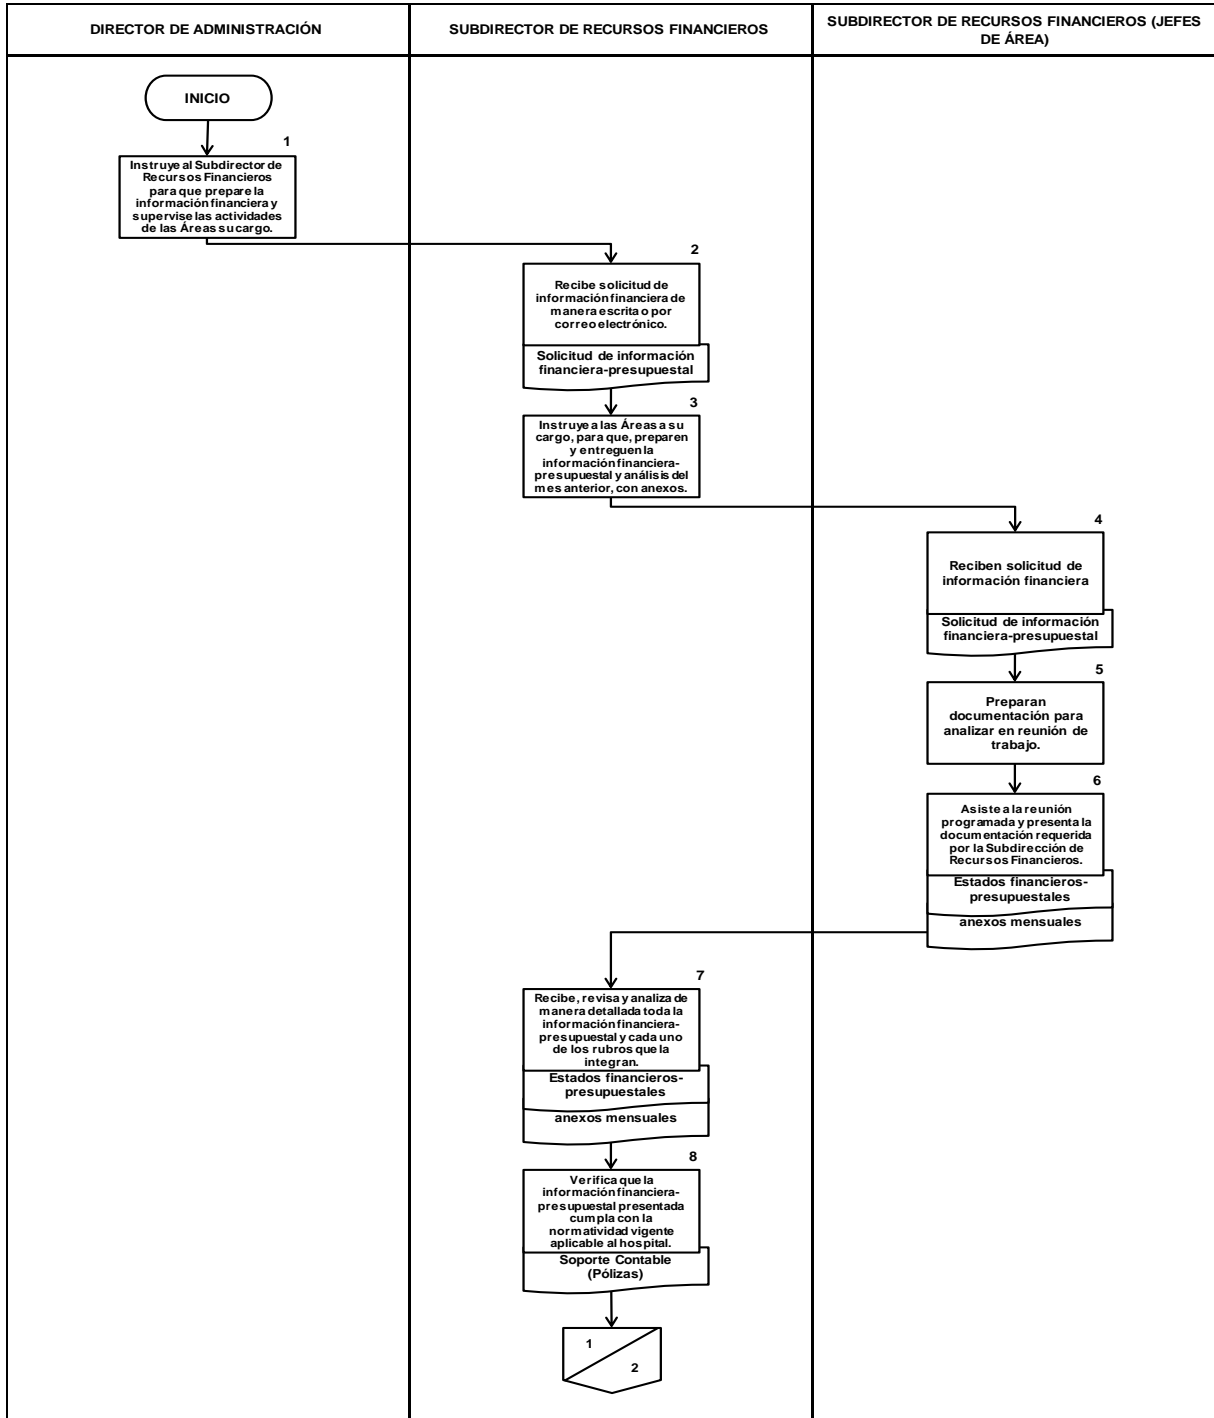 DIRECTOR DE ADMINISTRACIÓN
SUBDIRECTOR DE RECURSOS FINANCIEROS
SUBDIRECTOR DE RECURSOS FINANCIEROS (JEFES
DE ÁREA)
INICIO
1
Instruye al Subdirector de
Recursos Financieros
para que prepare la
información financiera y
supervise las actividades
de las Áreas su cargo.
2
Recibe solicitud de
información financiera de
manera escrita o por
correo electrónico.
Solicitud de información
financiera-presupuestal
3
Instruye a las Áreas a su
cargo, para que, preparen
y entreguen la
información financiera-
presupuestal y análisis del
mes anterior, con anexos.
4
Reciben solicitud de
información financiera
Solicitud de información
financiera-presupuestal
5
Preparan
documentación para
analizar en reunión de
trabajo.
6
Asiste a la reunión
programada y presenta la
documentación requerida
por la Subdirección de
Recursos Financieros.
Estados financieros-
presupuestales
anexos mensuales
7
Recibe, revisa y analiza de
manera detallada toda la
información financiera-
presupuestal y cada uno
de los rubros que la
integran.
Estados financieros-
presupuestales
anexos mensuales
8
Verifica que la
información financiera-
presupuestal presentada
cumpla con la
normatividad vigente
aplicable al hospital.
Soporte Contable
(Pólizas)
1
2